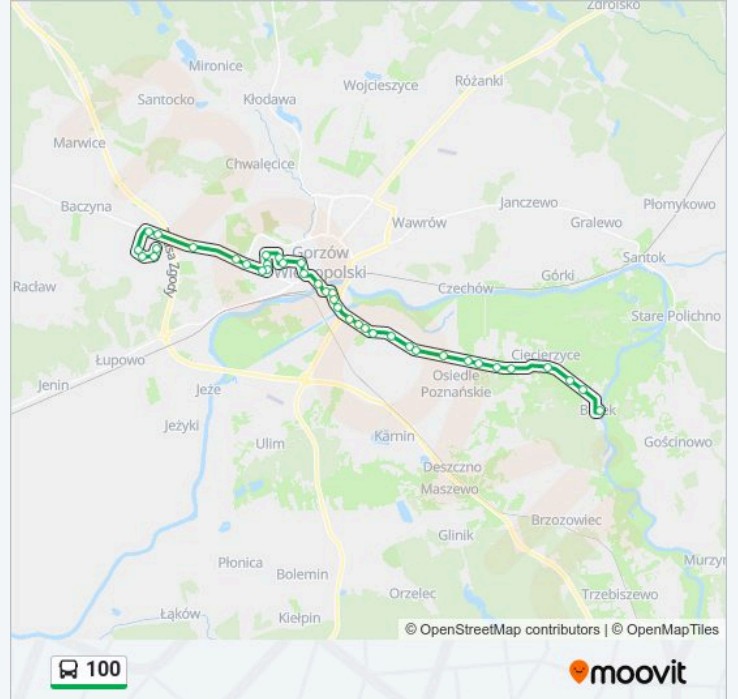 Zdroisko
Mironice
Wojcieszyce
Różanki
Santocko
Kłodawa
Marwice
Chwalęcice
Płomykowo
Baczyna
Wawrów
Janczewo
Gralewo
Gorzów
Wielkopolski
Santok
Górki
Racław
Czechów
Stare Polichno
Łupowo
Ciecierzyce
Jenin
Jeże
Osiedle
Poznańskie
Jeżyki
Gościnowo
Ulim
Karnin
Deszczno
Maszewo
Brzozowiec
Glinik
Płonica
Bolemin
Orzelec
Trzebiszewo
Łąków
Kiełpin
© OpenStreetMap contributors | © OpenMapTiles
100
moovit